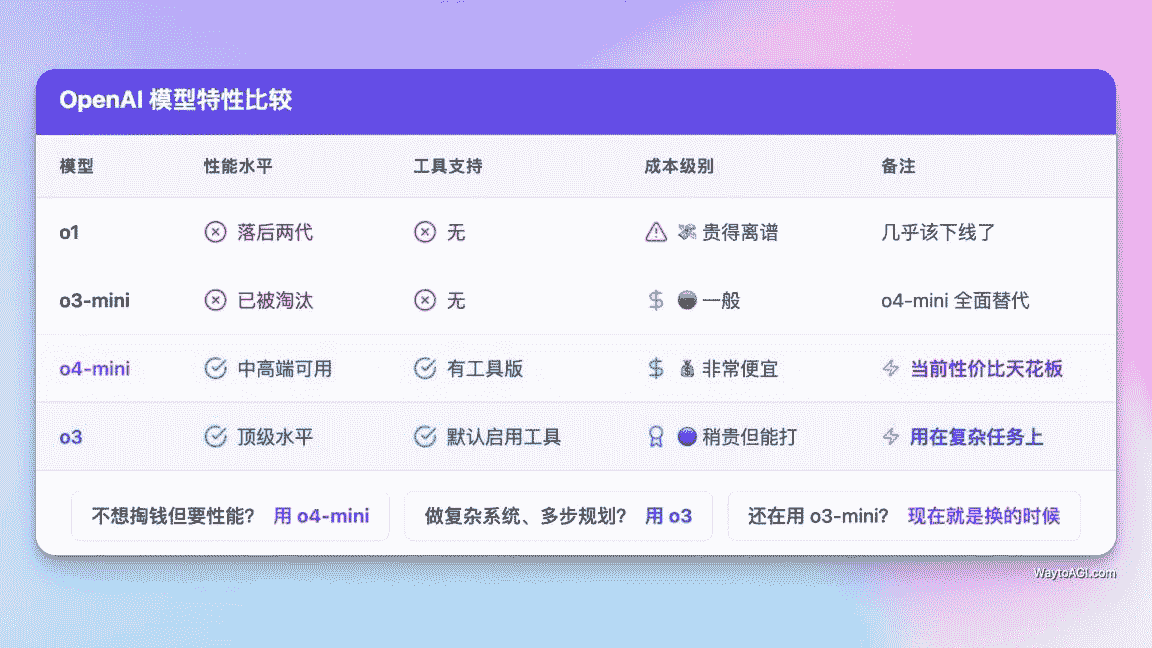 OpenAI 模型特性比较
模型 性能水平 工具支持 成本级别 备注
o1 落后两代 无 贵得离谱 几乎该下线了
o3-mini 已被淘汰 无 一般 o4-mini 全面替代
o4-mini 中高端可用 有工具版 非常便宜 当前性价比天花板
o3 顶级水平 默认启用工具 稍贵但能打 用在复杂任务上
不想掏钱但要性能? 用 o4-mini 做复杂系统、多步规划? 用 o3 还在用 o3-mini? 现在就是换的时候
WaytoAGI.com